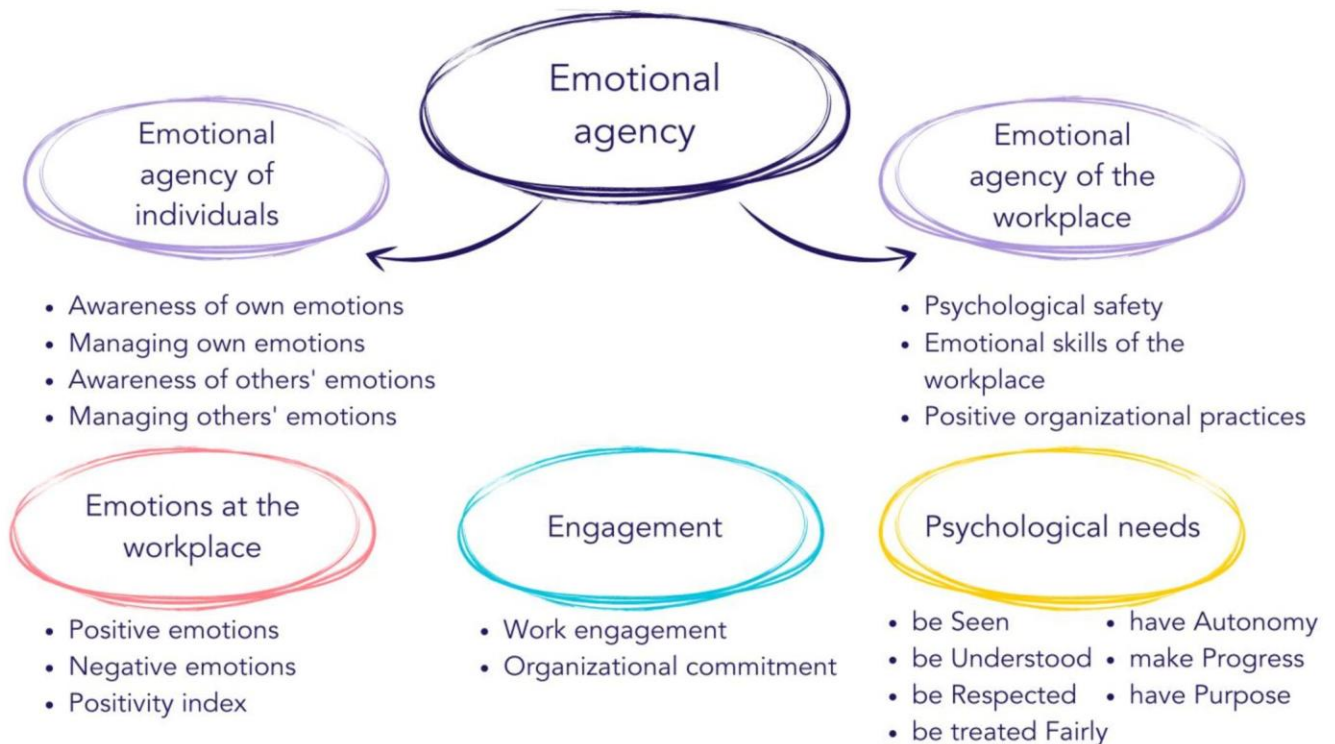 Emotional
agency
Emotional
agency of
individuals
• Awareness of own emotions
• Managing own emotions
• Awareness of others' emotions
• Managing others' emotions
Emotional
agency of the
workplace
• Psychological safety
• Emotional skills of the
workplace
• Positive organizational practices
Emotions at the
workplace
• Positive emotions
• Negative emotions
• Positivity index
Engagement
• Work engagement
• Organizational commitment
Psychological needs
• be Seen
• be Understood
• be Respected
• be treated Fairly
• have Autonomy
• make Progress
• have Purpose